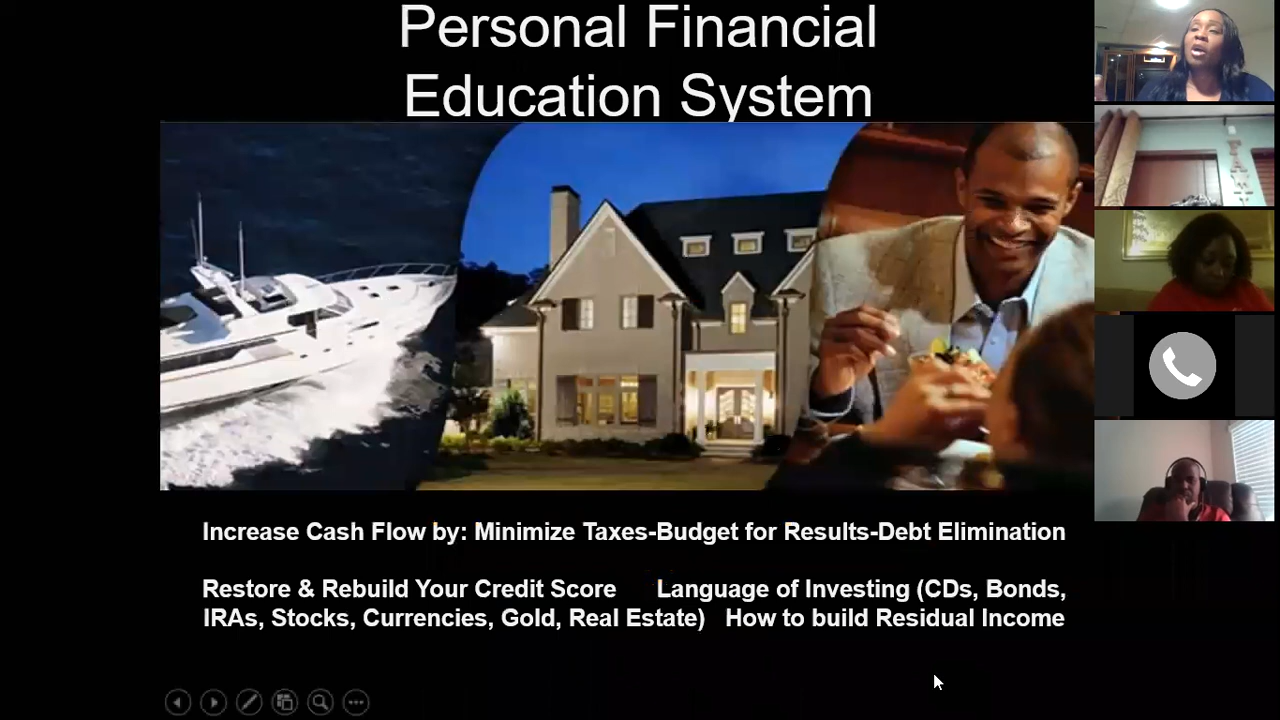 Personal Financial
Education System
Increase Cash Flow by: Minimize Taxes-Budget for Results-Debt Elimination
Restore & Rebuild Your Credit Score Language of Investing (CDs, Bonds,
IRAs, Stocks, Currencies, Gold, Real Estate) How to build Residual Income